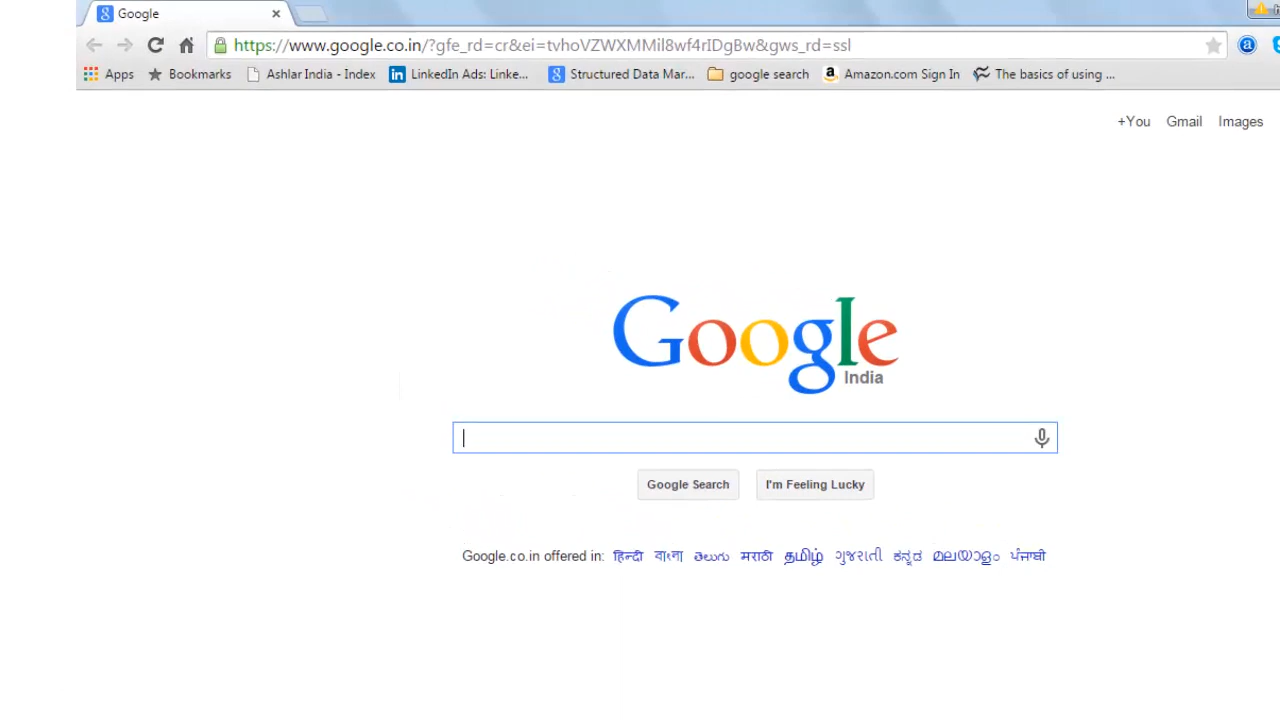 Google
https://www.google.co.in/?gfe_rd=cr&ei=tvhoVZWXMMil8wf4rIDgBw&gws_rd=ssl
Apps Bookmarks Ashlar India - Index LinkedIn Ads: Linke... Structured Data Mar... google search Amazon.com Sign In The basics of using ...
+You Gmail Images
Google
India
Google Search I'm Feeling Lucky
Google.co.in offered in: हिन्दी বাংলা తెలుగు मराठी தமிழ் ગુજરાતી ಕನ್ನಡ മലയാളം ਪੰਜਾਬੀ